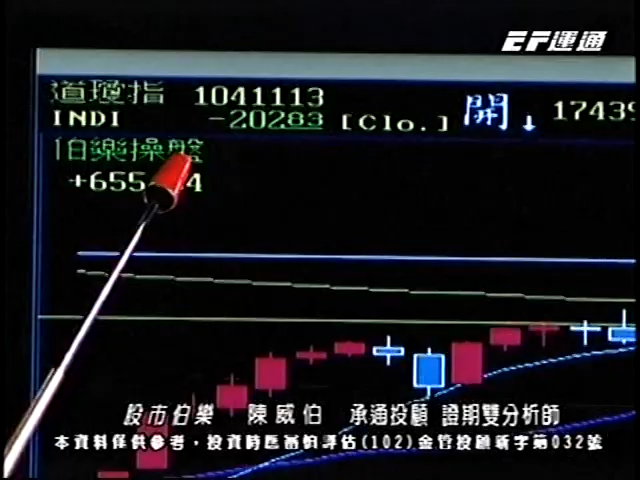 EF運通
道瓊指 1041113 開↓ 17439
INDI -20283 [Clo.]
伯樂操盤
+655
股市伯樂 陳威伯 承通投顧 證期雙分析師
本資料僅供參考，投資時應審慎評估(102)金管投顧新字第032號